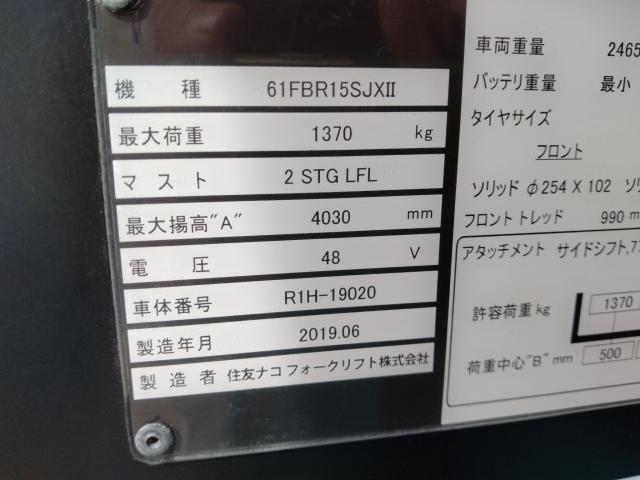 機 種 61FBR15SJXII
最大荷重 1370 kg
マ ス ト 2 STG LFL
最大揚高"A" 4030 mm
電 圧 48 V
車体番号 R1H-19020
製造年月 2019.06
製 造 者 住友ナコ フォークリフト株式会社
車両重量 2465
バッテリ重量 最小
タイヤサイズ
フロント
ソリッド φ254 X 102 ソリ
フロント トレッド 990 m
アタッチメント サイドシフト,
許容荷重 kg 1370
荷重中心"B" mm 500